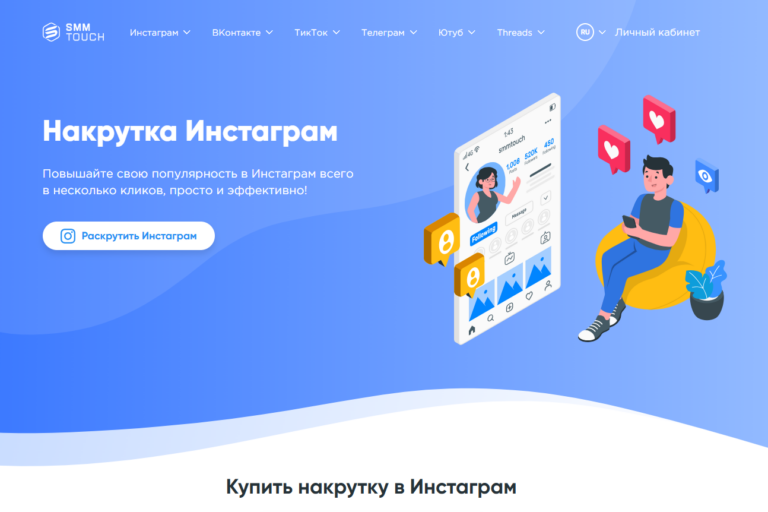 SMM
TOUCH
Инстаграм
ВКонтакте
ТикТок
Телеграм
Ютуб
Threads
RU
Личный кабинет
Накрутка Инстаграм
Повышайте свою популярность в Инстаграм всего
в несколько кликов, просто и эффективно!
Раскрутить Инстаграм
1:43
4G
smmtouch
1,008 520K 450
Posts Followers Following
Following
Message
Купить накрутку в Инстаграм